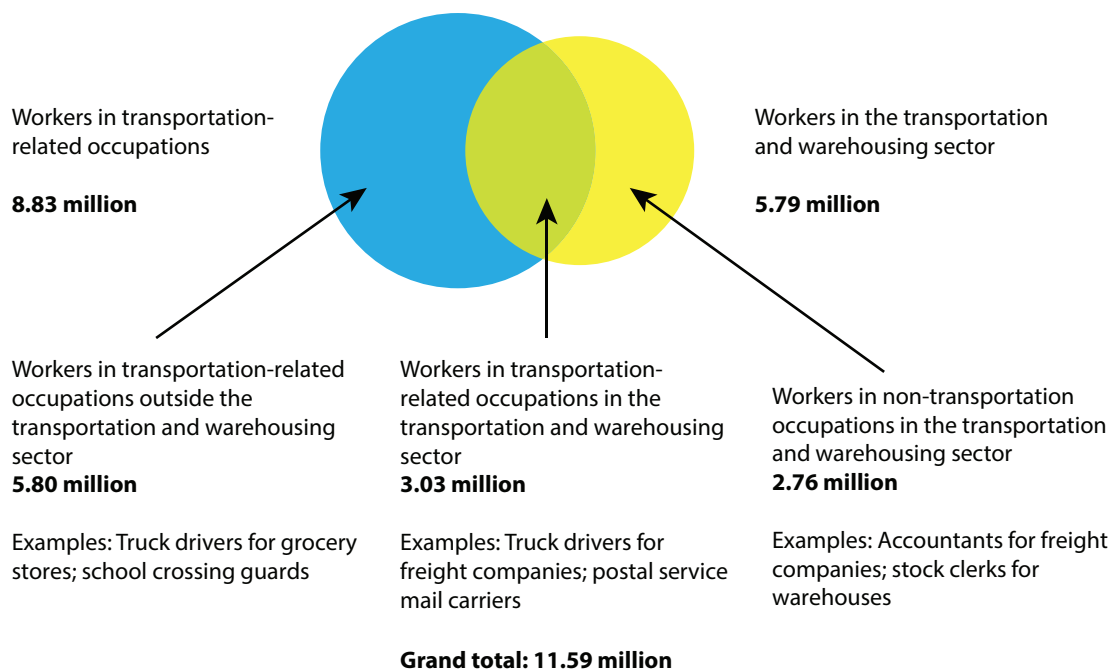 Workers in transportation-
related occupations
8.83 million
Workers in the transportation
and warehousing sector
5.79 million
Workers in transportation-related
occupations outside the
transportation and warehousing
sector
5.80 million
Examples: Truck drivers for grocery
stores; school crossing guards
Workers in transportation-
related occupations in the
transportation and warehousing
sector
3.03 million
Examples: Truck drivers for
freight companies; postal service
mail carriers
Workers in non-transportation
occupations in the transportation
and warehousing sector
2.76 million
Examples: Accountants for freight
companies; stock clerks for
warehouses
Grand total: 11.59 million